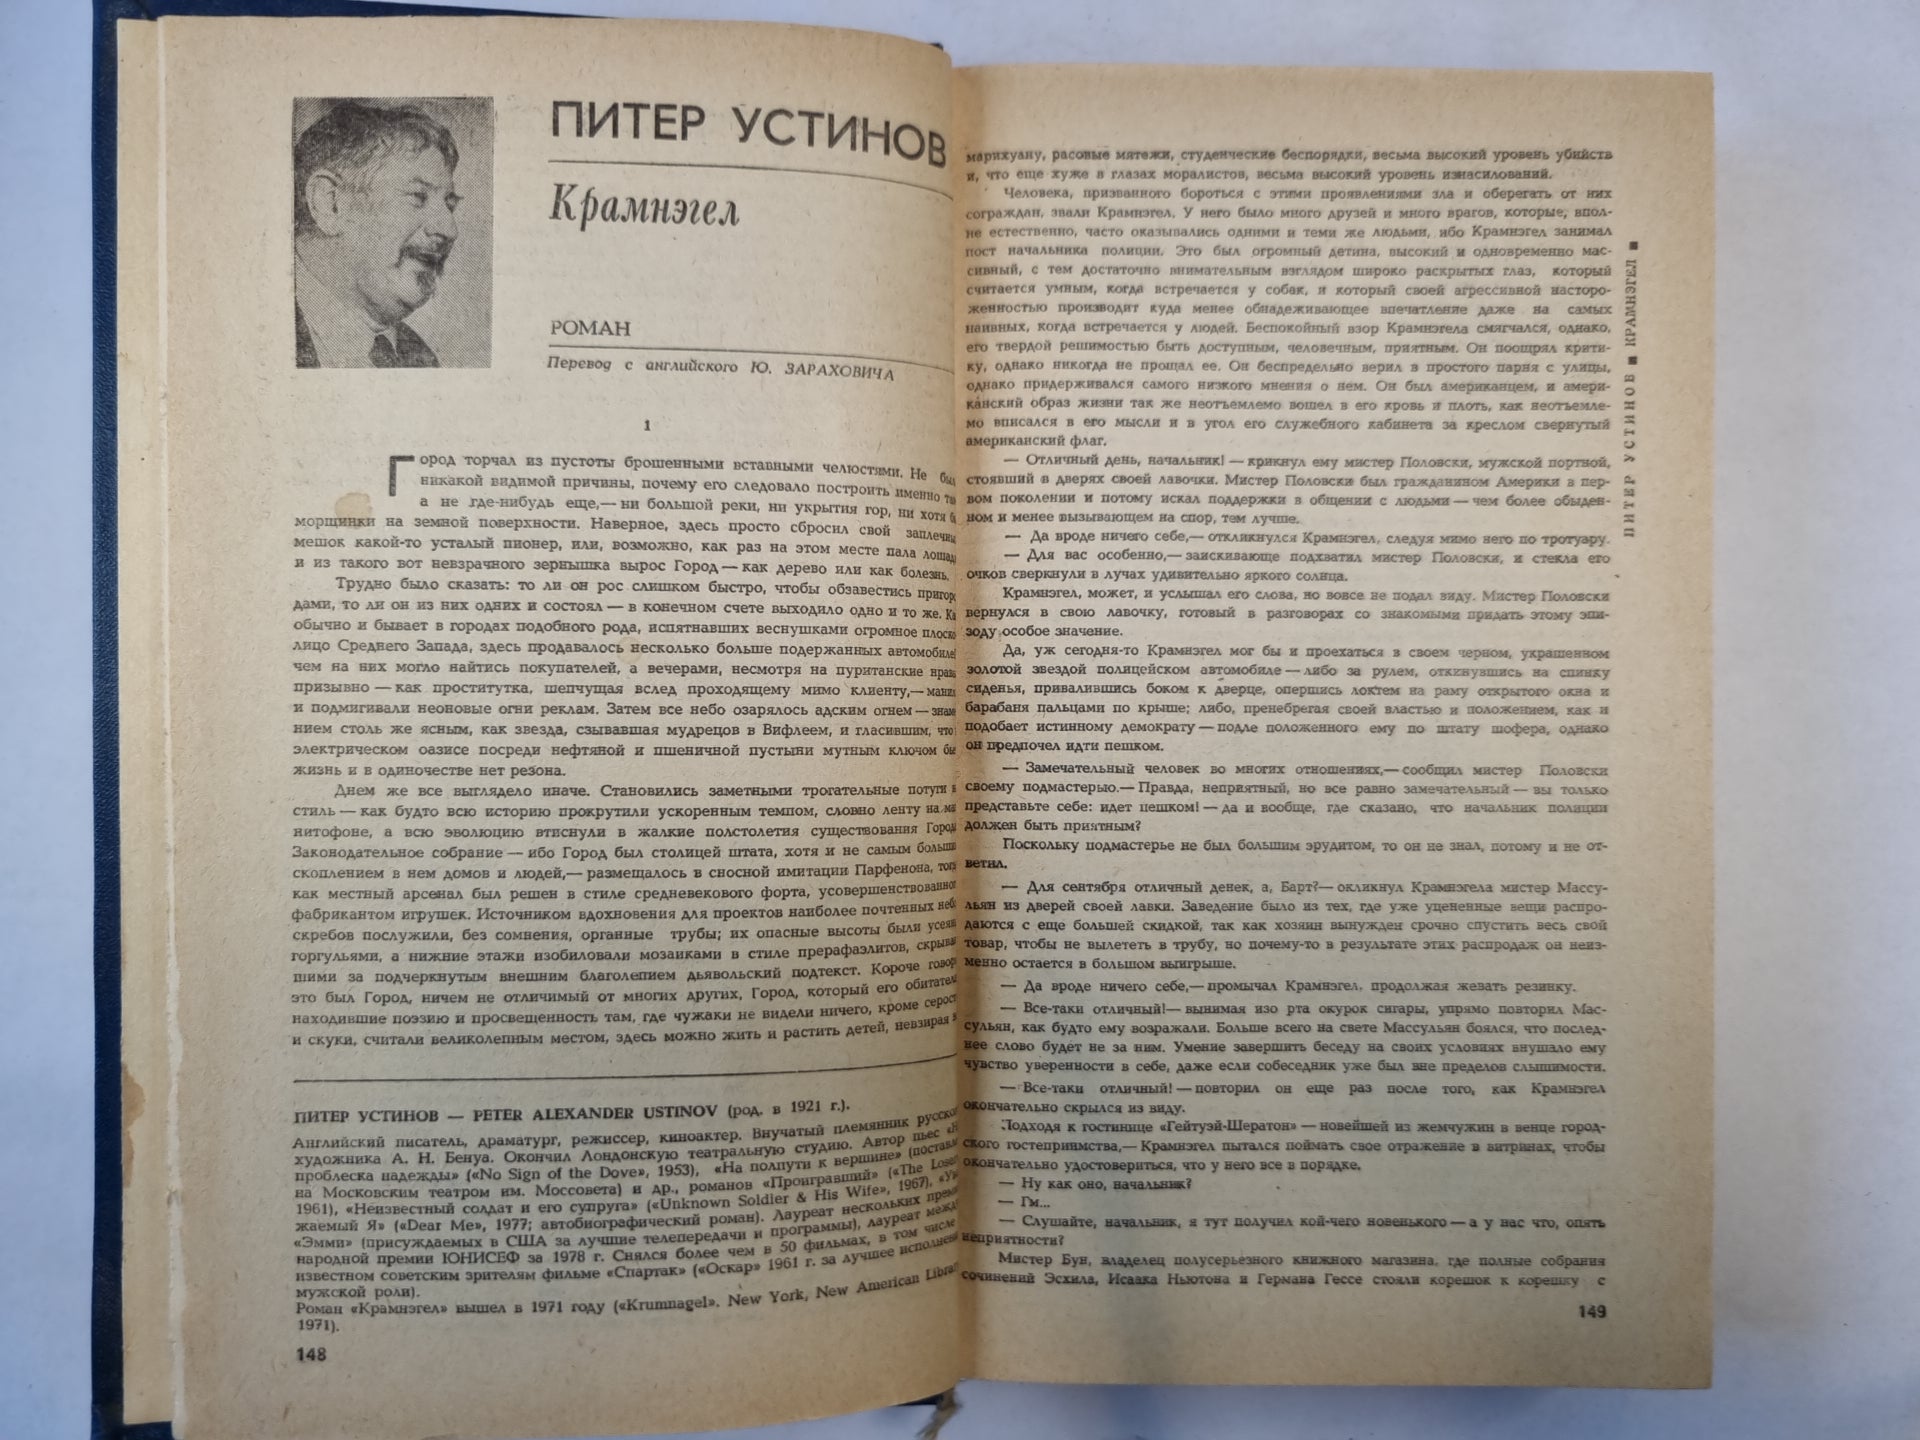 ПИТЕР УСТИНОВ
Крамнэгел
РОМАН
Перевод с английского Ю. ЗАРАХОВИЧА
1
Город торчал из пустоты брошенными вставными челюстями. Не
никакой видимой причины, почему его следовало построить именно
а не где-нибудь еще,— ни большой реки, ни укрытия гор, ни хотя
морщинки на земной поверхности. Наверное, здесь просто сбросил свой
мешок какой-то усталый пионер, или, возможно, как раз на этом месте пала
и из такого вот невзрачного зернышка вырос Город — как дерево или как болезнь.
Трудно было сказать: то ли он рос слишком быстро, чтобы обзавестись
дами, то ли он из них одних и состоял — в конечном счете выходило одно и то же.
обычно и бывает в городах подобного рода, испятнавших веснушками огромное
лицо Среднего Запада, здесь продавалось несколько больше подержанных
чем на них могло найтись покупателей, а вечерами, несмотря на пуританские
призывно — как проститутка, шепчущая вслед проходящему мимо клиенту,—
и подмигивали неоновые огни реклам. Затем все небо озарялось адским огнем —
нием столь же ясным, как звезда, сзывавшая мудрецов в Вифлеем, и гласившим, что
электрическом оазисе посреди нефтяной и пшеничной пустыни мутным ключом
жизнь и в одиночестве нет резона.
Днем же все выглядело иначе. Становились заметными трогательные потуги
стиль — как будто всю историю прокрутили ускоренным темпом, словно ленту на
нитофоне, а всю эволюцию втиснули в жалкие полстолетия существования
Законодательное собрание — ибо Город был столицей штата, хотя и не самым
скоплением в нем домов и людей,— размещалось в сносной имитации Парфенона,
как местный арсенал был решен в стиле средневекового форта,
фабрикантом игрушек. Источником вдохновения для проектов наиболее почтенных
скребов послужили, без сомнения, органные трубы; их опасные высоты были
горгульями, а нижние этажи изобиловали мозаиками в стиле прерафаэлитов,
шими за подчеркнутым внешним благолепием дьявольский подтекст. Короче
это был Город, ничем не отличимый от многих других, Город, который его
находившие поэзию и просвещенность там, где чужаки не видели ничего, кроме
и скуки, считали великолепным местом, здесь можно жить и растить детей, невзирая
ПИТЕР УСТИНОВ — PETER ALEXANDER USTINOV (род. в 1921 г.).
Английский писатель, драматург, режиссер, киноактер. Внучатый племянник
художника А. Н. Бенуа. Окончил Лондонскую театральную студию. Автор пьес
проблеска надежды» («No Sign of the Dove», 1953), «На полпути к вершине»
на Московским театром им. Моссовета) и др., романов «Проигравший» («The
1961), «Неизвестный солдат и его супруга» («Unknown Soldier & His Wife», 1967),
жаемый Я» («Dear Me», 1977; автобиографический роман). Лауреат нескольких
«Эмми» (присуждаемых в США за лучшие телепередачи и программы), лауреат
народной премии ЮНИСЕФ за 1978 г. Снялся более чем в 50 фильмах, в том числе
известном советским зрителям фильме «Спартак» («Оскар» 1961 г. за лучшее
мужской роли).
Роман «Крамнэгел» вышел в 1971 году («Krumnagel». New York, New American
1971).
148
марихуану, расовые мятежи, студенческие беспорядки, весьма высокий уровень убийств
и, что еще хуже в глазах моралистов, весьма высокий уровень изнасилований.
Человека, призванного бороться с этими проявлениями зла и оберегать от них
сограждан, звали Крамнэгел. У него было много друзей и много врагов, которые, впол-
не естественно, часто оказывались одними и теми же людьми, ибо Крамнэгел занимал
пост начальника полиции. Это был огромный детина, высокий и одновременно мас-
сивный, с тем достаточно внимательным взглядом широко раскрытых глаз, который
считается умным, когда встречается у собак, и который своей агрессивной насторо-
женностью производит куда менее обнадеживающее впечатление даже на самых
наивных, когда встречается у людей. Беспокойный взор Крамнэгела смягчался, однако,
его твердой решимостью быть доступным, человечным, приятным. Он поощрял крити-
ку, однако никогда не прощал ее. Он беспредельно верил в простого парня с улицы,
однако придерживался самого низкого мнения о нем. Он был американцем, и амери-
канский образ жизни так же неотъемлемо вошел в его кровь и плоть, как неотъемле-
мо вписался в его мысли и в угол его служебного кабинета за креслом свернутый
американский флаг.
— Отличный день, начальник! — крикнул ему мистер Половски, мужской портной,
стоявший в дверях своей лавочки. Мистер Половски был гражданином Америки в пер-
вом поколении и потому искал поддержки в общении с людьми — чем более обыден-
ном и менее вызывающем на спор, тем лучше.
— Да вроде ничего себе,— откликнулся Крамнэгел, следуя мимо него по тротуару.
— Для вас особенно,— заискивающе подхватил мистер Половски, и стекла его
очков сверкнули в лучах удивительно яркого солнца.
Крамнэгел, может, и услышал его слова, но вовсе не подал виду. Мистер Половски
вернулся в свою лавочку, готовый в разговорах со знакомыми придать этому эпи-
зоду особое значение.
Да, уж сегодня-то Крамнэгел мог бы и проехаться в своем черном, украшенном
золотой звездой полицейском автомобиле — либо за рулем, откинувшись на спинку
сиденья, привалившись боком к дверце, опершись локтем на раму открытого окна и
барабаня пальцами по крыше; либо, пренебрегая своей властью и положением, как и
подобает истинному демократу — подле положенного ему по штату шофера, однако
он предпочел идти пешком.
— Замечательный человек во многих отношениях,— сообщил мистер Половски
своему подмастерью.— Правда, неприятный, но все равно замечательный — вы только
представьте себе: идет пешком! — да и вообще, где сказано, что начальник полиции
должен быть приятным?
Поскольку подмастерье не был большим эрудитом, то он не знал, потому и не от-
ветил.
— Для сентября отличный денек, а, Барт?— окликнул Крамнэгела мистер Массу-
льян из дверей своей лавки. Заведение было из тех, где уже уцененные вещи распро-
даются с еще большей скидкой, так как хозяин вынужден срочно спустить весь свой
товар, чтобы не вылететь в трубу, но почему-то в результате этих распродаж он неиз-
менно остается в большом выигрыше.
— Да вроде ничего себе,— промычал Крамнэгел, продолжая жевать резинку.
— Все-таки отличный!— вынимая изо рта окурок сигары, упрямо повторил Мас-
сульян, как будто ему возражали. Больше всего на свете Массульян боялся, что послед-
нее слово будет не за ним. Умение завершить беседу на своих условиях внушало ему
чувство уверенности в себе, даже если собеседник уже был вне пределов слышимости.
— Все-таки отличный! — повторил он еще раз после того, как Крамнэгел
окончательно скрылся из виду.
Подходя к гостинице «Гейтуэй-Шератон» — новейшей из жемчужин в венце город-
ского гостеприимства,— Крамнэгел пытался поймать свое отражение в витринах, чтобы
окончательно удостовериться, что у него все в порядке.
— Ну как оно, начальник?
— Гм...
— Слушайте, начальник, я тут получил кой-чего новенького — а у нас что, опять
неприятности?
Мистер Бун, владелец полусерьезного книжного магазина, где полные собрания
сочинений Эсхила, Исаака Ньютона и Германа Гессе стояли корешок к корешку с
149
ПИТЕР УСТИНОВ ■ КРАМНЭГЕЛ ■